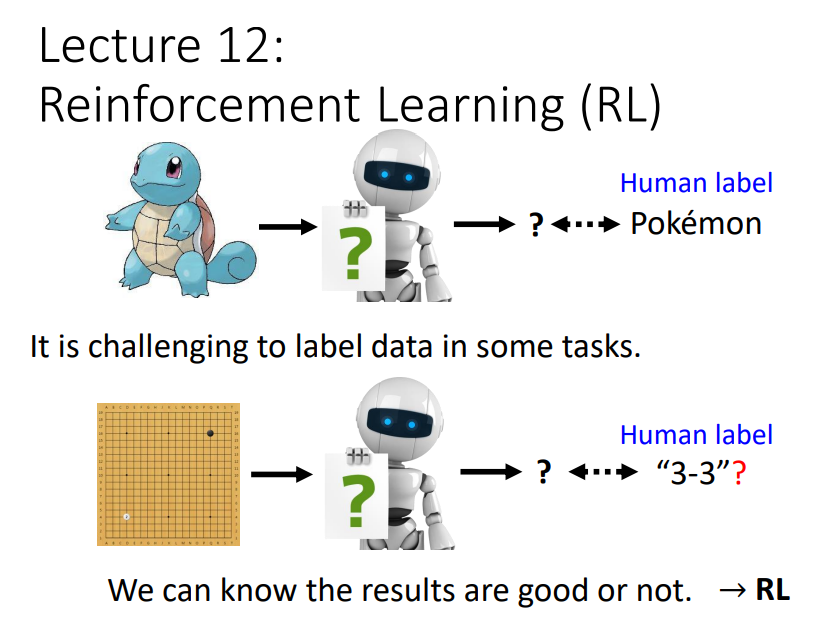 Lecture 12:
Reinforcement Learning (RL)
Human label
?
? Pokémon
It is challenging to label data in some tasks.
Human label
?
? “3-3”?
We can know the results are good or not. → RL